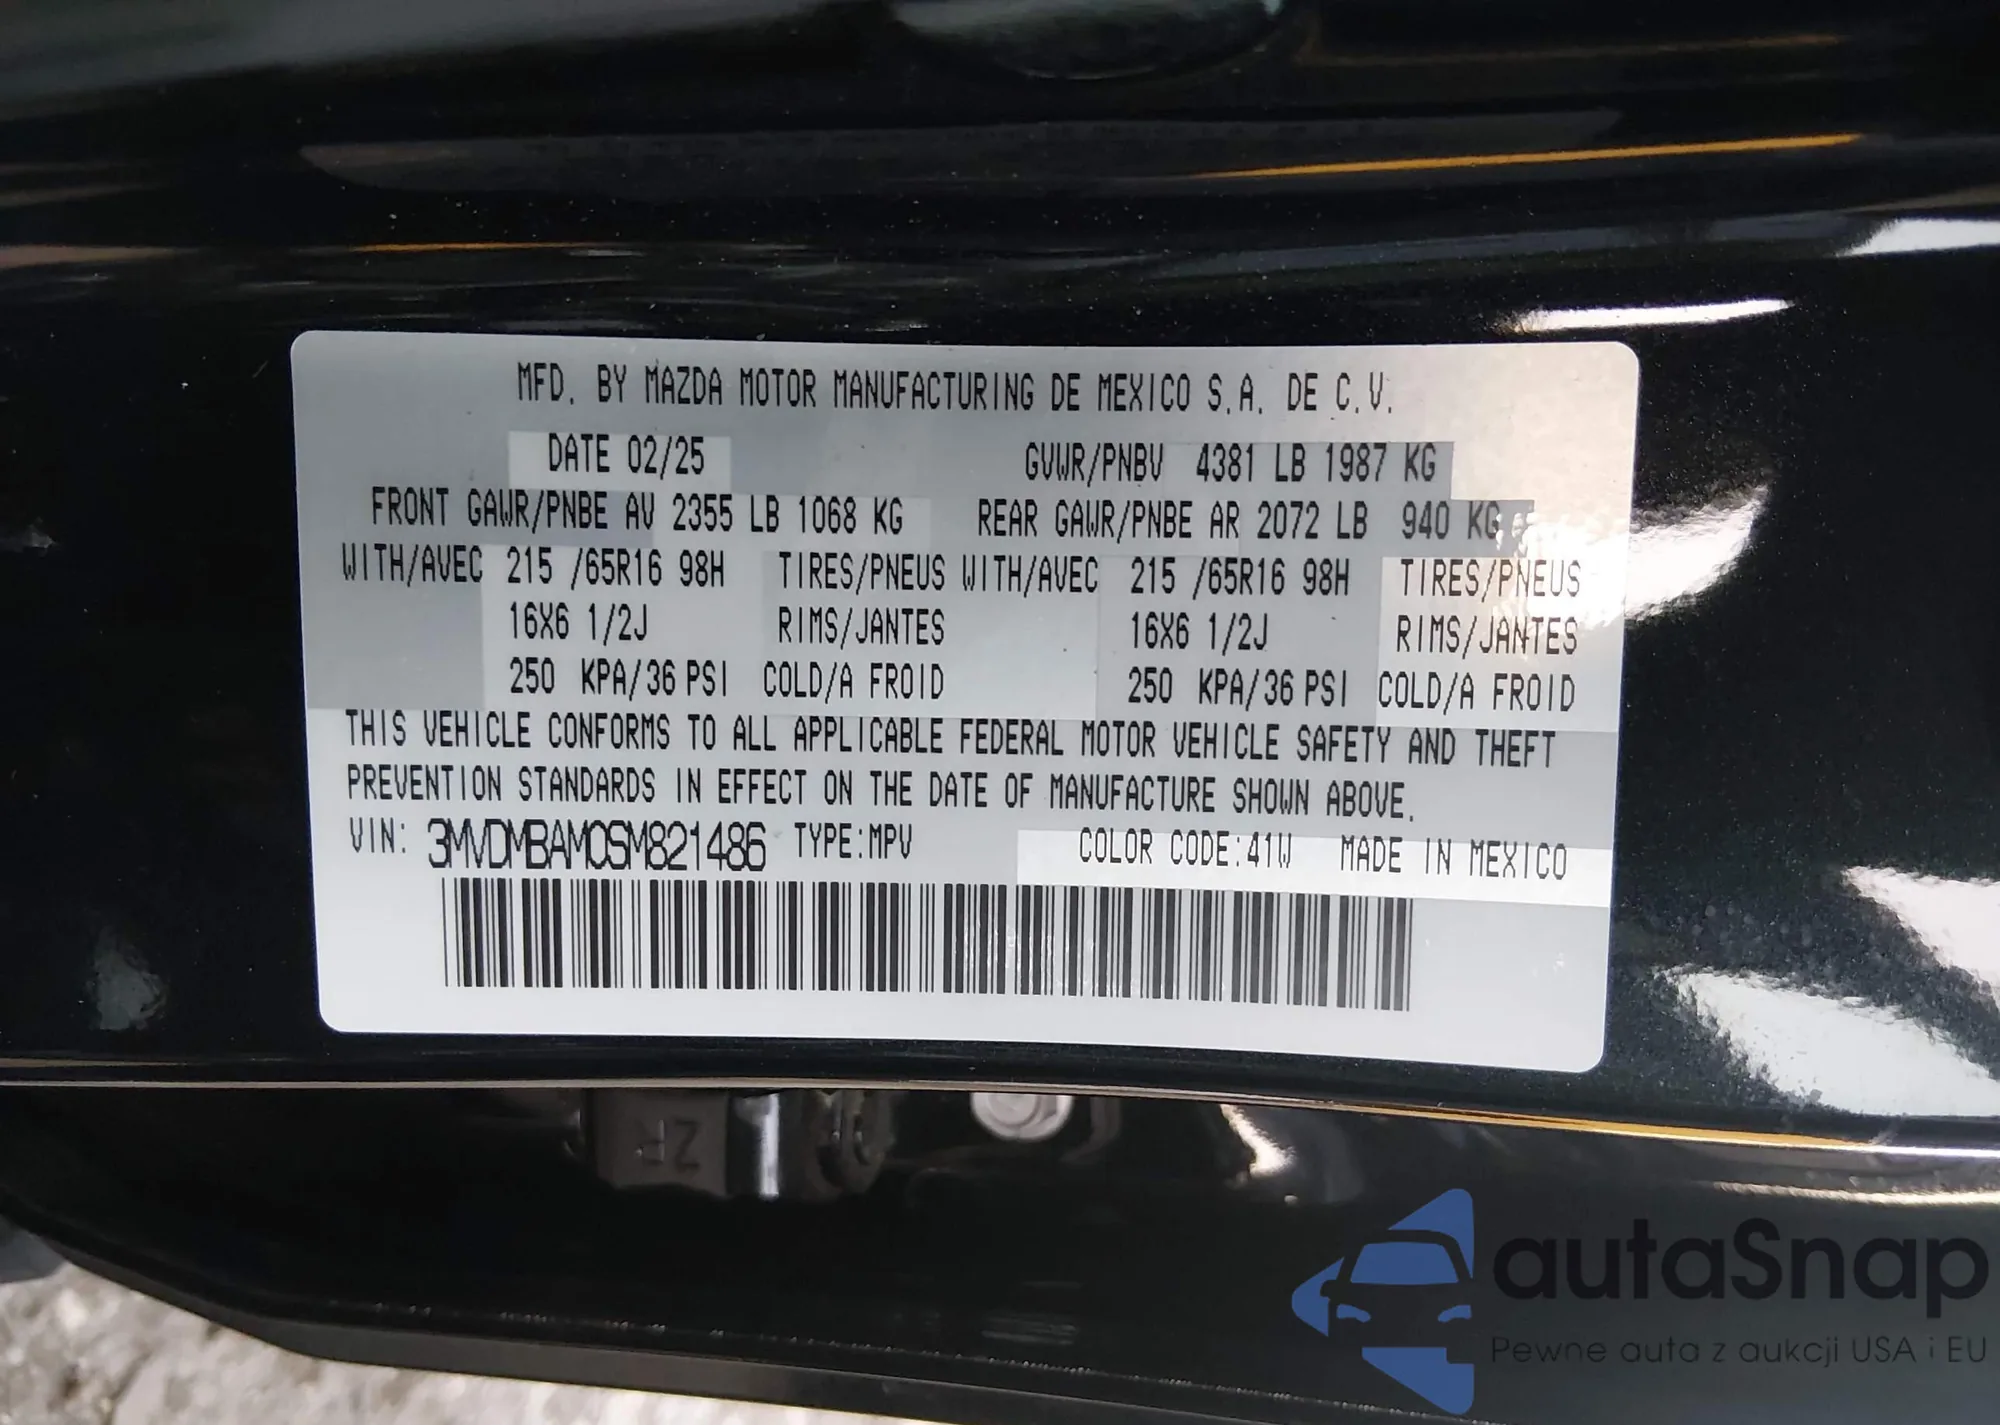 MFD. BY MAZDA MOTOR MANUFACTURING DE MEXICO S.A. DE C.V.
DATE 02/25 GVWR/PNBV 4381 LB 1987 KG
FRONT GAWR/PNBE AV 2355 LB 1068 KG REAR GAWR/PNBE AR 2072 LB 940 KG
WITH/AVEC 215 /65R16 98H TIRES/PNEUS WITH/AVEC 215 /65R16 98H TIRES/PNEUS
16X6 1/2J RIMS/JANTES 16X6 1/2J RIMS/JANTES
250 KPA/36 PSI COLD/A FROID 250 KPA/36 PSI COLD/A FROID
THIS VEHICLE CONFORMS TO ALL APPLICABLE FEDERAL MOTOR VEHICLE SAFETY AND THEFT
PREVENTION STANDARDS IN EFFECT ON THE DATE OF MANUFACTURE SHOWN ABOVE.
VIN: 3MVDMBAM0SM821486 TYPE:MPV COLOR CODE:41W MADE IN MEXICO
ZR
autaSnap
Pewne auta z aukcji USA i EU